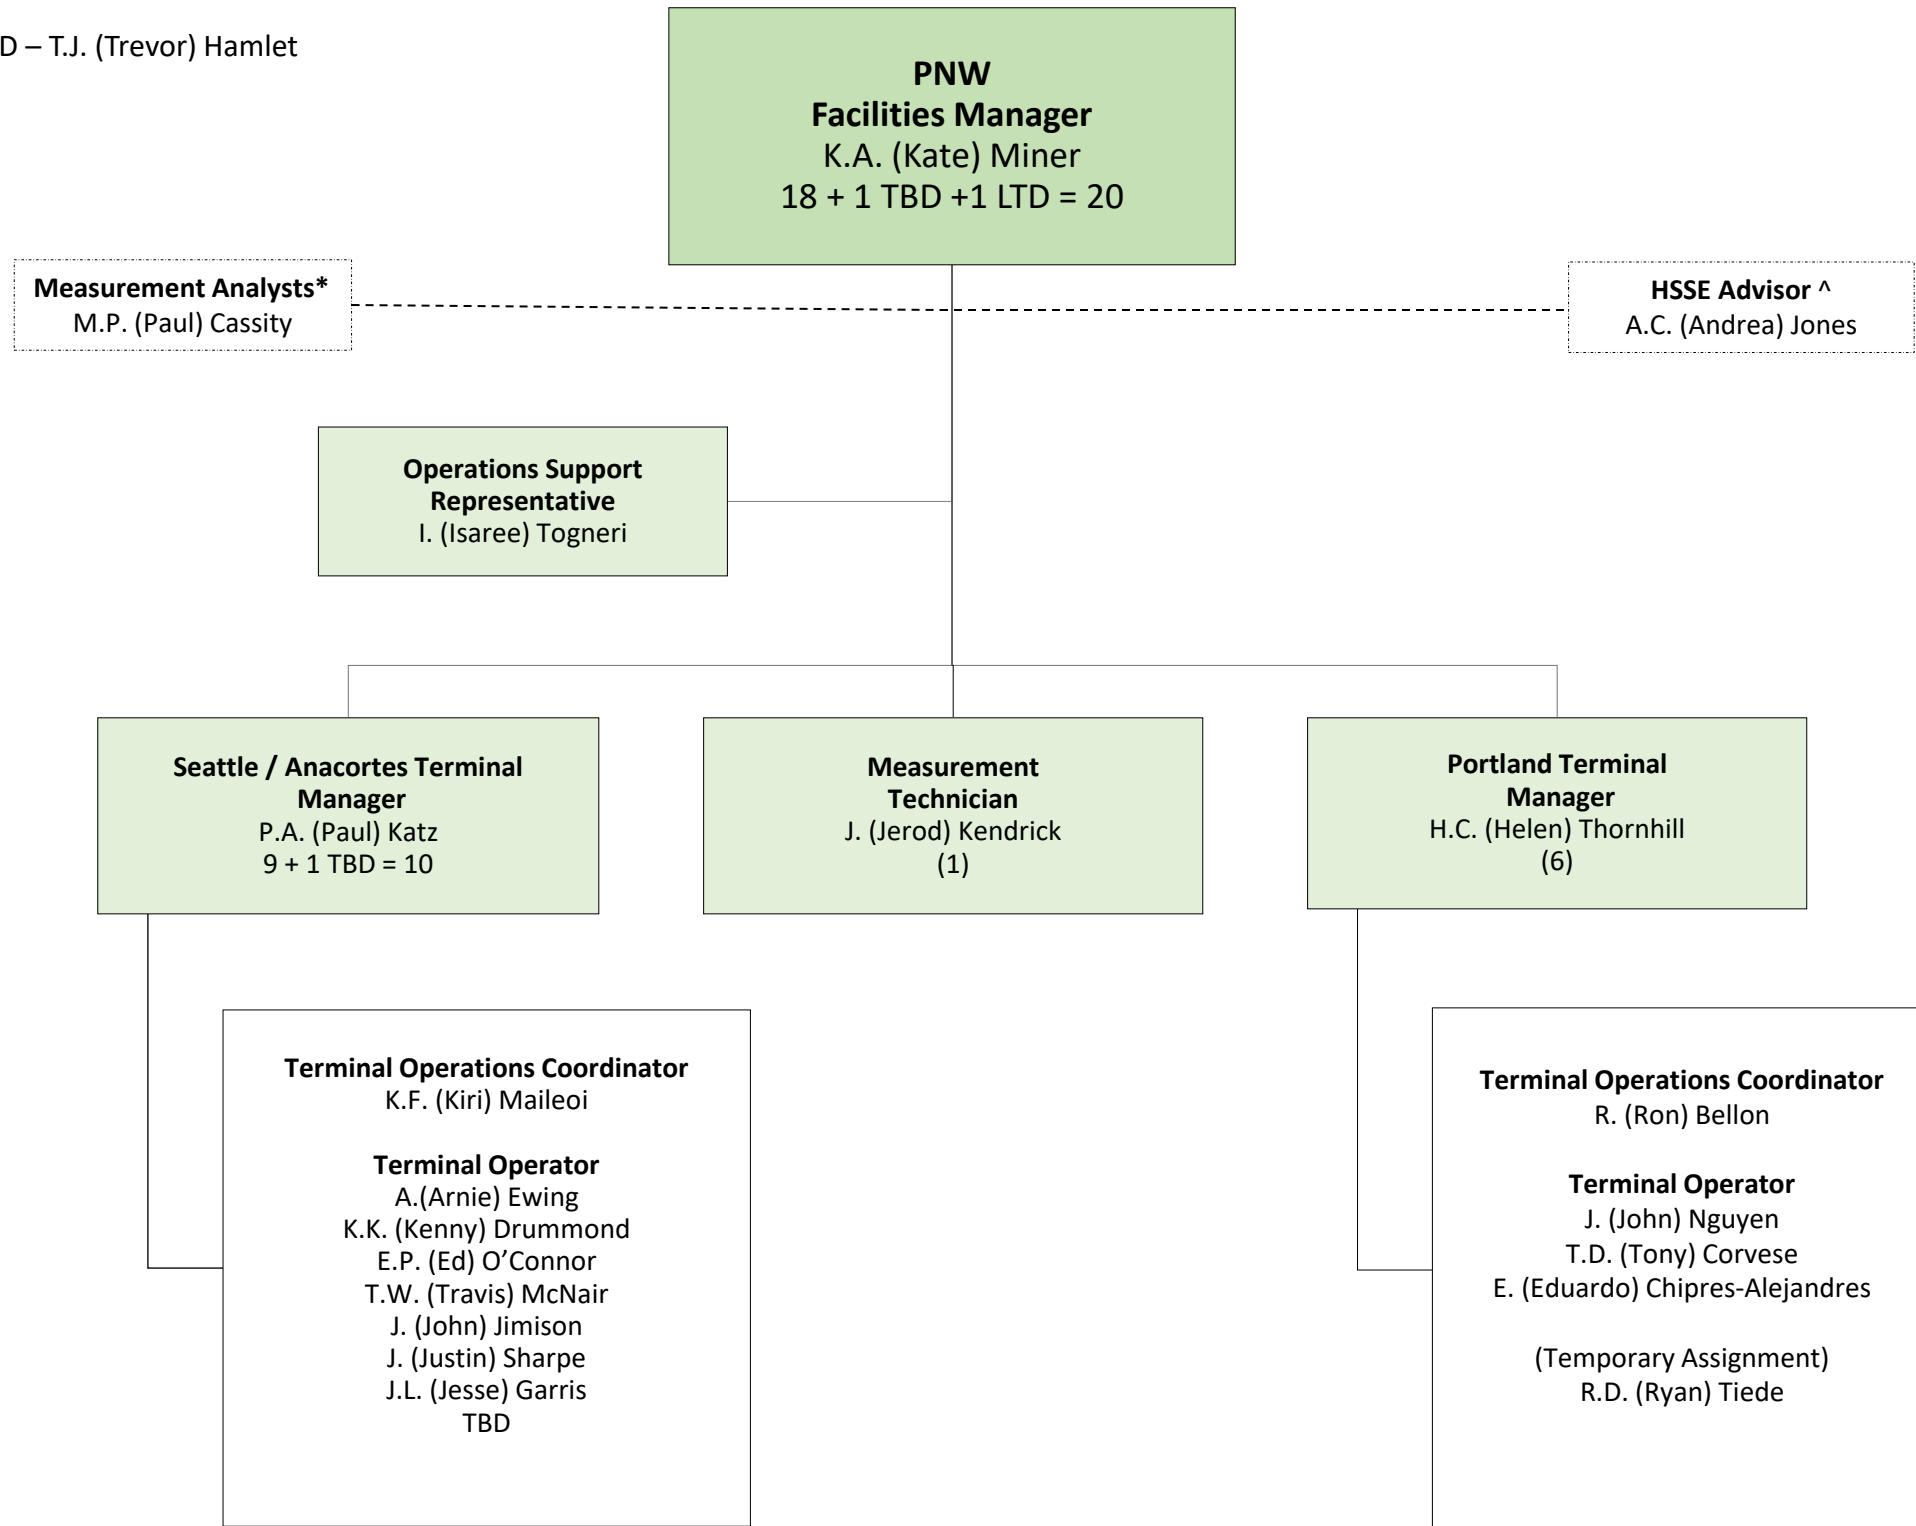 D – T.J. (Trevor) Hamlet
PNW
Facilities Manager
K.A. (Kate) Miner
18 + 1 TBD +1 LTD = 20
Measurement Analysts*
M.P. (Paul) Cassity
HSSE Advisor ^
A.C. (Andrea) Jones
Operations Support
Representative
I. (Isaree) Togneri
Seattle / Anacortes Terminal
Manager
P.A. (Paul) Katz
9 + 1 TBD = 10
Measurement
Technician
J. (Jerod) Kendrick
(1)
Portland Terminal
Manager
H.C. (Helen) Thornhill
(6)
Terminal Operations Coordinator
K.F. (Kiri) Maileoi
Terminal Operator
A.(Arnie) Ewing
K.K. (Kenny) Drummond
E.P. (Ed) O’Connor
T.W. (Travis) McNair
J. (John) Jimison
J. (Justin) Sharpe
J.L. (Jesse) Garris
TBD
Terminal Operations Coordinator
R. (Ron) Bellon
Terminal Operator
J. (John) Nguyen
T.D. (Tony) Corvese
E. (Eduardo) Chipres-Alejandres
(Temporary Assignment)
R.D. (Ryan) Tiede